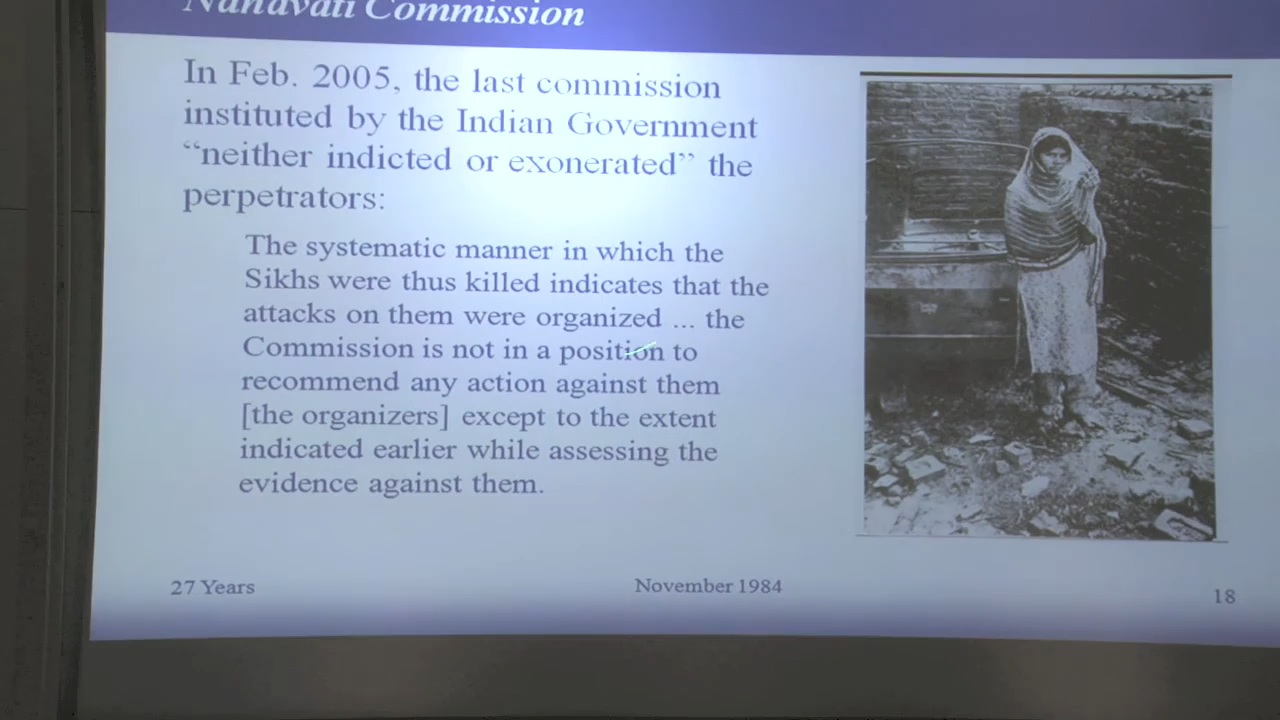 Nanavati Commission
In Feb. 2005, the last commission
instituted by the Indian Government
“neither indicted or exonerated” the
perpetrators:
The systematic manner in which the
Sikhs were thus killed indicates that the
attacks on them were organized ... the
Commission is not in a position to
recommend any action against them
[the organizers] except to the extent
indicated earlier while assessing the
evidence against them.
27 Years
November 1984
18